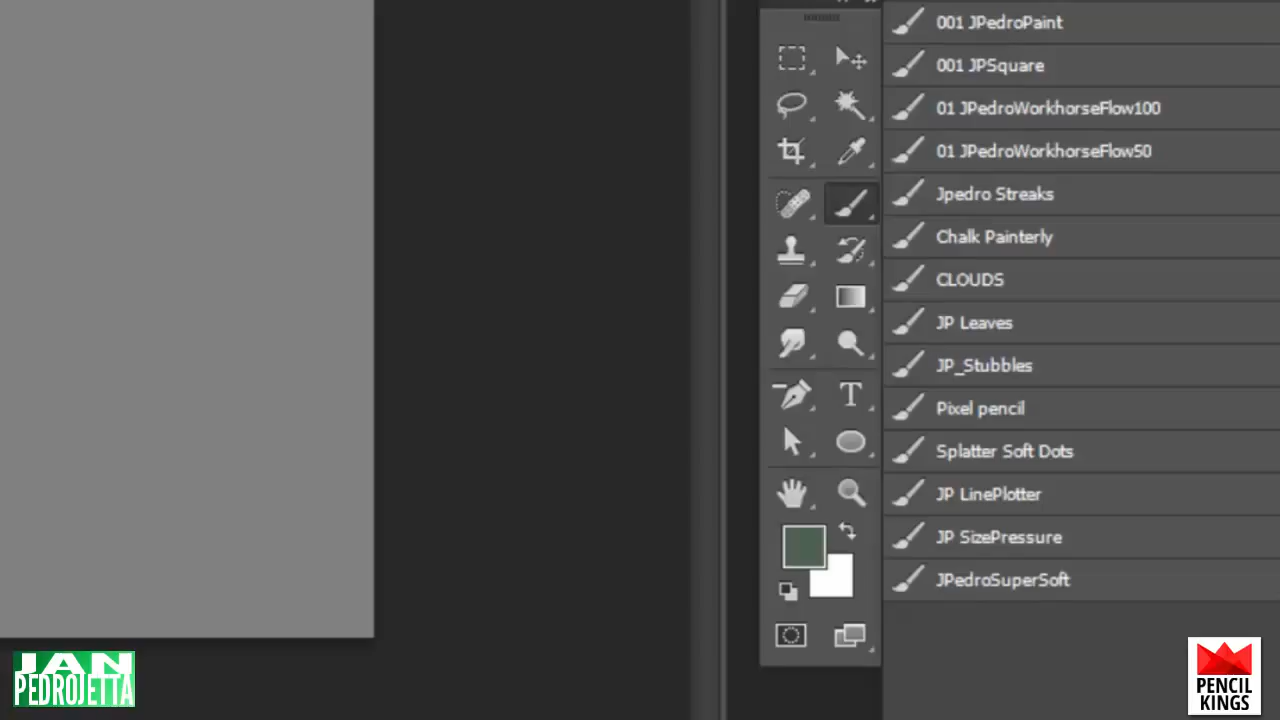 001 JPedroPaint
001 JPSquare
01 JPedroWorkhorseFlow100
01 JPedroWorkhorseFlow50
Jpedro Streaks
Chalk Painterly
CLOUDS
JP Leaves
JP_Stubbles
Pixel pencil
Splatter Soft Dots
JP LinePlotter
JP SizePressure
JPedroSuperSoft
T
JAN
PEDROJETTA
PENCIL
KINGS